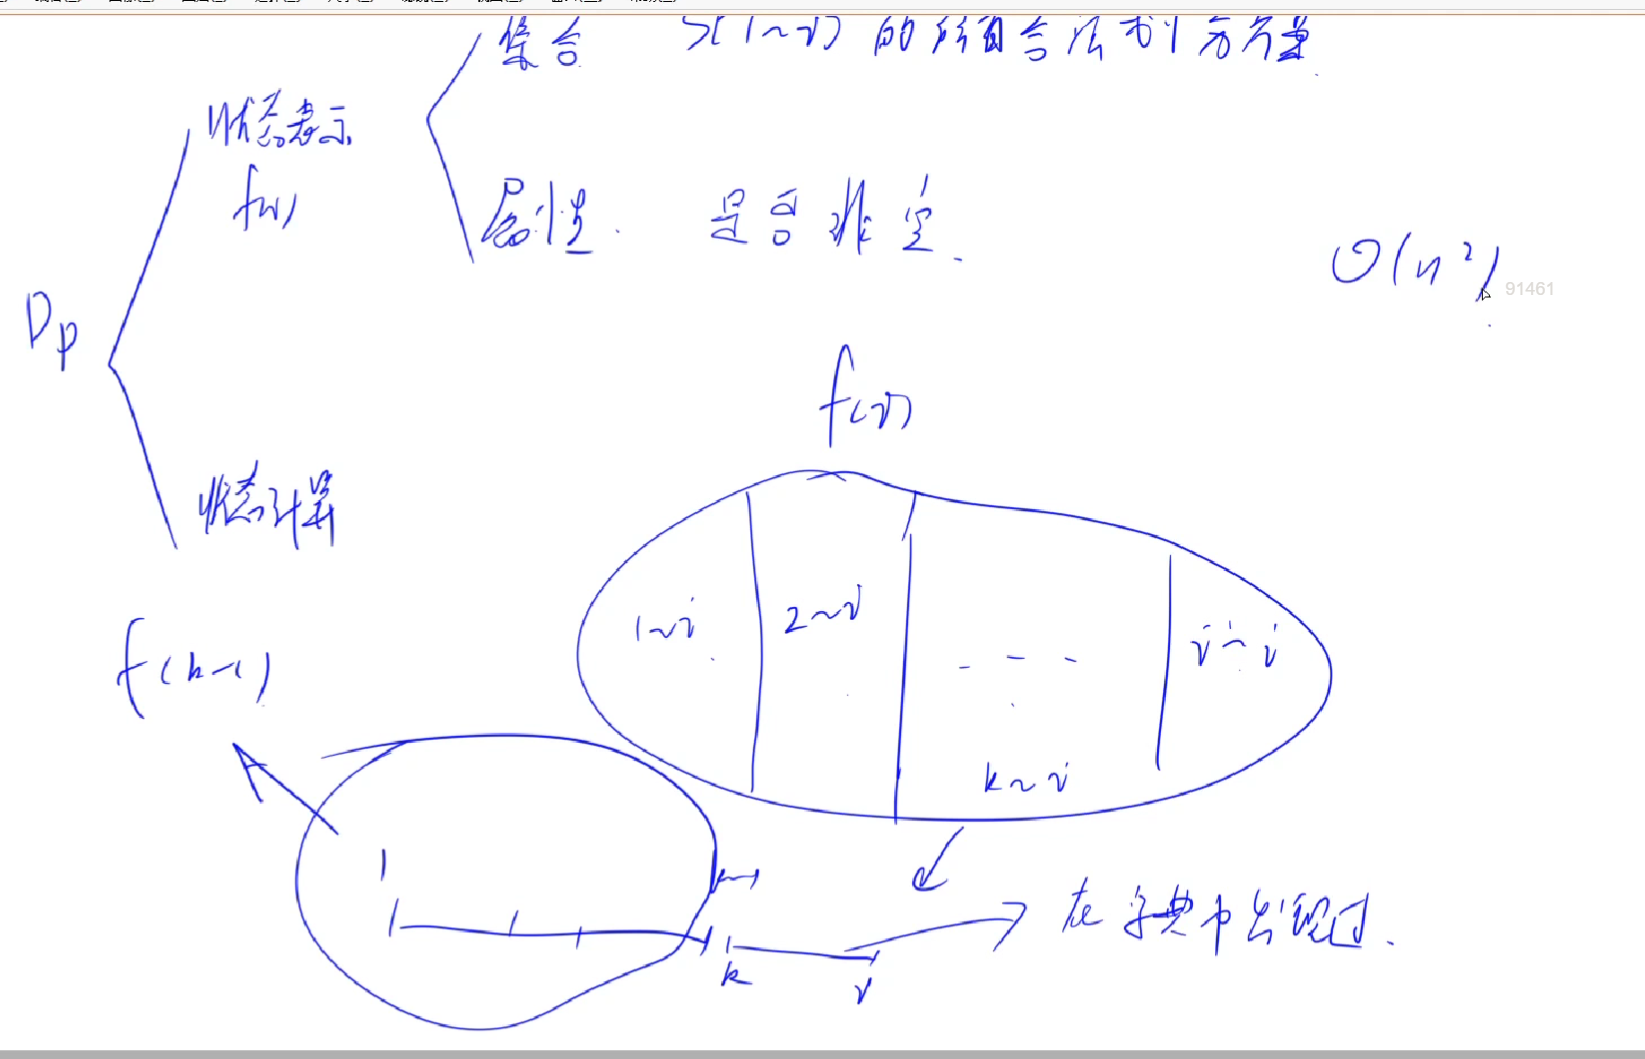 集合 S(1~i) 的所有合法划分方案
状态表示
f(i)
属性. 是否非空.
O(n²)
91461
Dp
f(i)
状态计算
1~i 2~i - - - i~i
f(k-1)
k~i
k-1
在字典中出现过.
k i